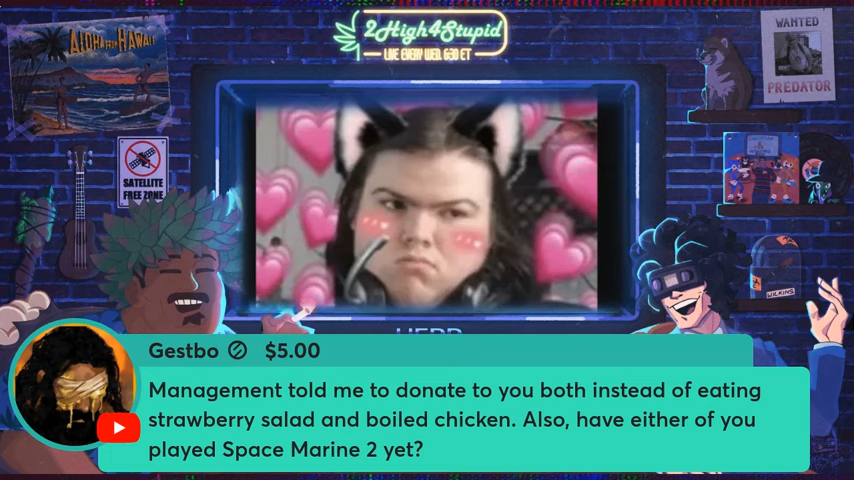 2High4Stupid
LIVE EVERY WED. 6:30 ET
ALOHA from HAWAII
WANTED
PREDATOR
SATELLITE
FREE ZONE
WILKINS
HERB
Gestbo $5.00
Management told me to donate to you both instead of eating
strawberry salad and boiled chicken. Also, have either of you
played Space Marine 2 yet?